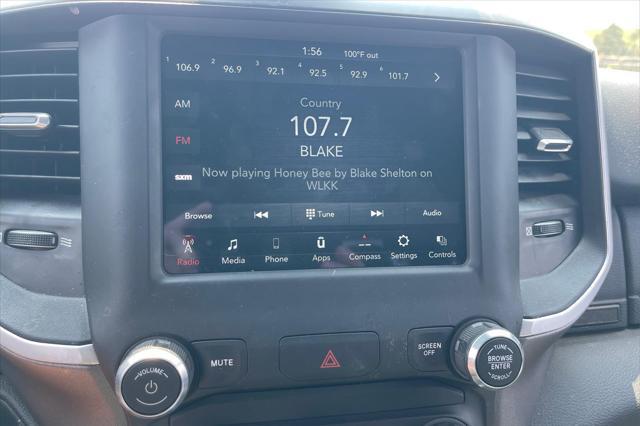 1:56 100°F out
1 106.9 2 96.9 3 92.1 4 92.5 5 92.9 6 101.7
AM
Country
FM
107.7
BLAKE
sxm
Now playing Honey Bee by Blake Shelton on
WLKK
Browse Tune Audio
Radio Media Phone Apps Compass Settings Controls
VOLUME
MUTE
SCREEN
OFF
TUNE
BROWSE
ENTER
SCROLL